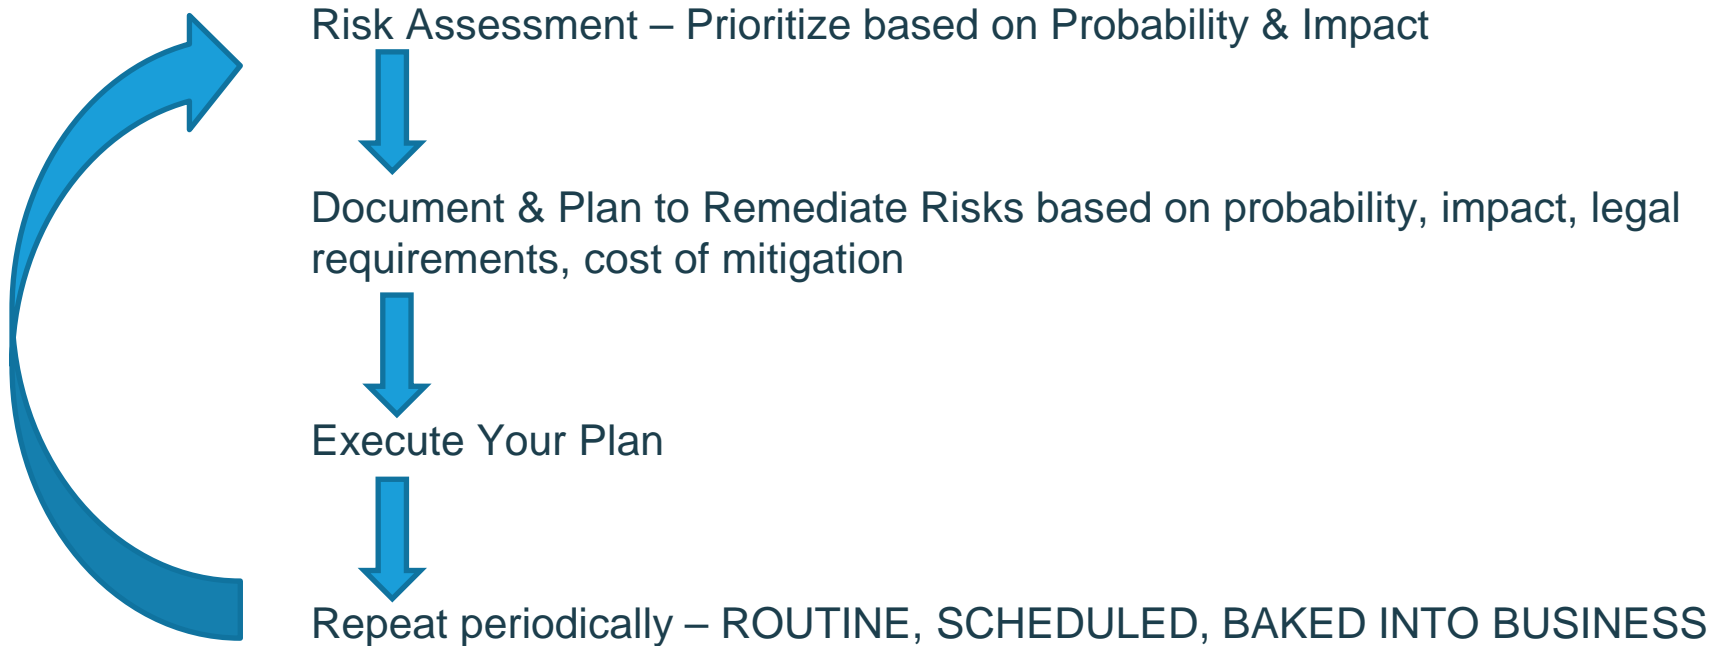 Risk Assessment – Prioritize based on Probability & Impact
Document & Plan to Remediate Risks based on probability, impact, legal
requirements, cost of mitigation
Execute Your Plan
Repeat periodically – ROUTINE, SCHEDULED, BAKED INTO BUSINESS